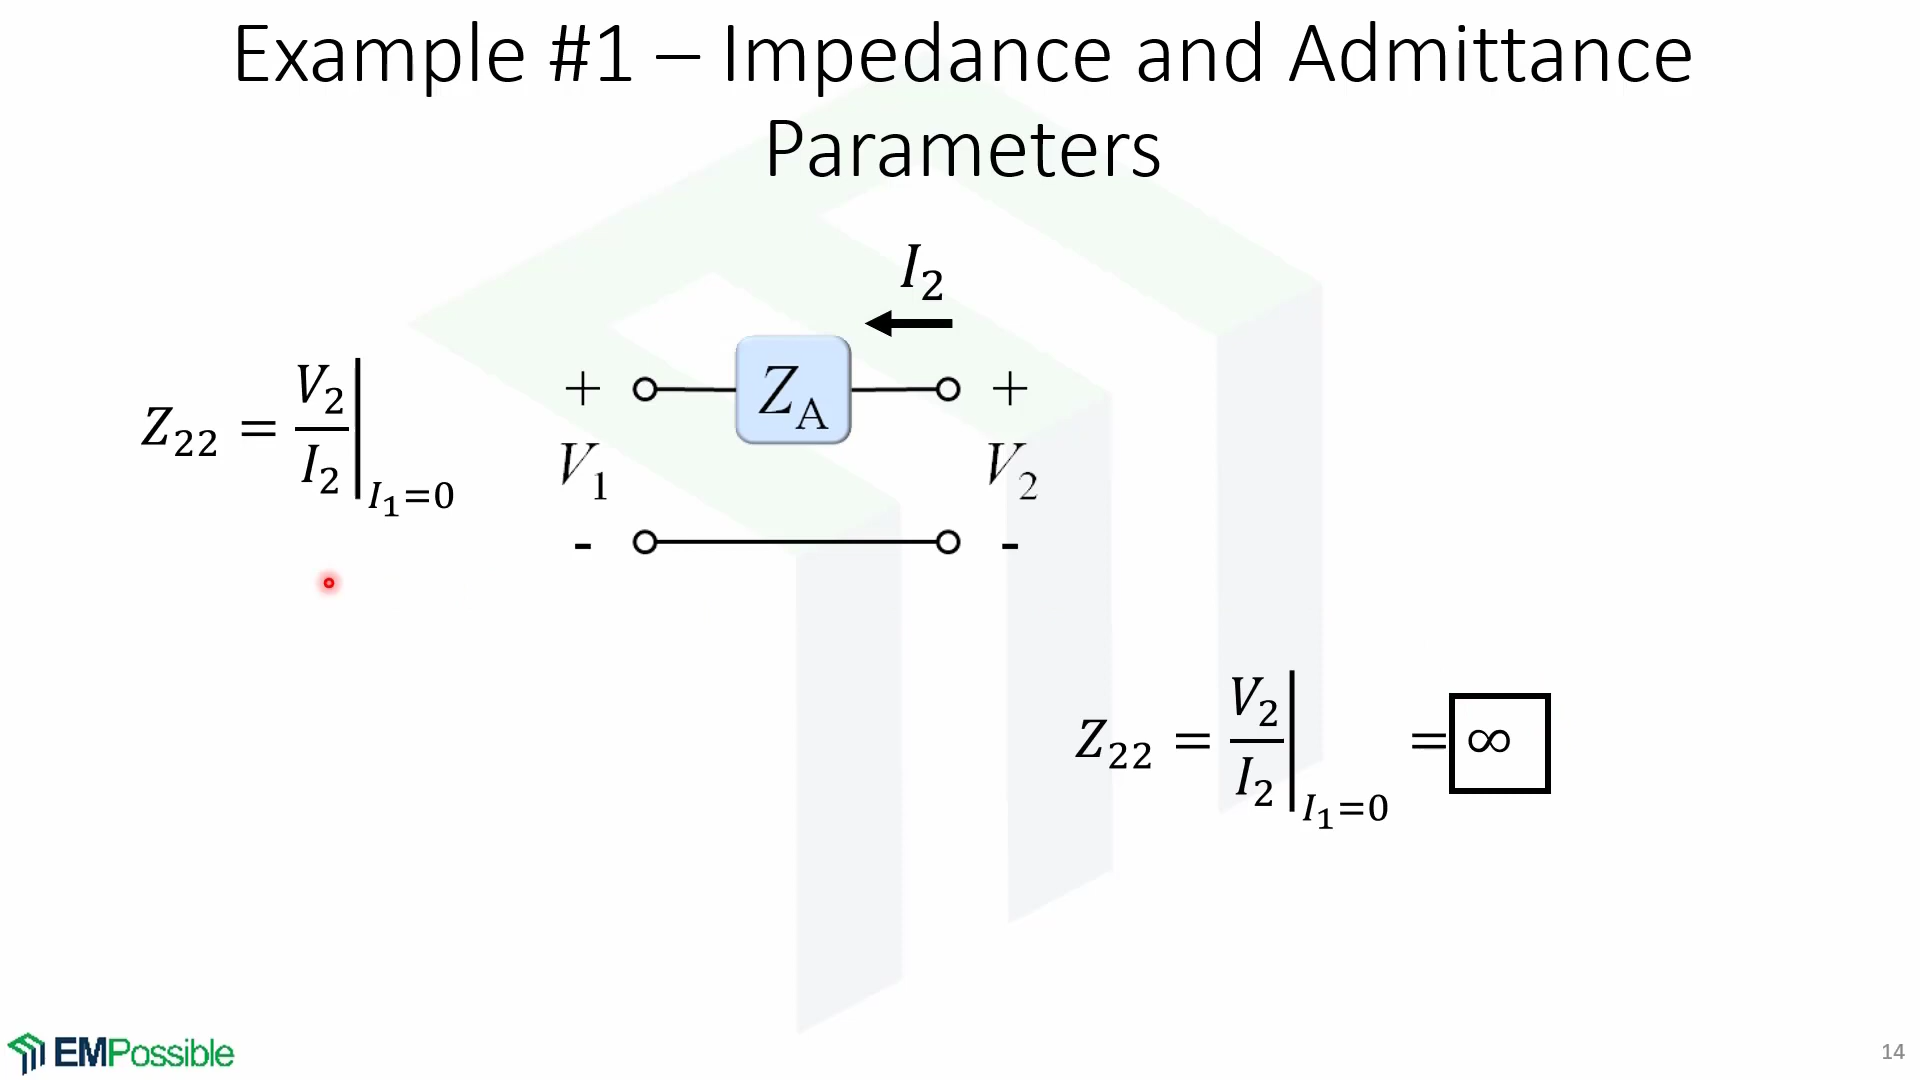 Example #1 – Impedance and Admittance
Parameters
I₂
Z₂₂ = V₂/I₂ |_{I₁=0}
+ Z_A +
V₁ V₂
- -
Z₂₂ = V₂/I₂ |_{I₁=0} = ∞
EMPossible
14